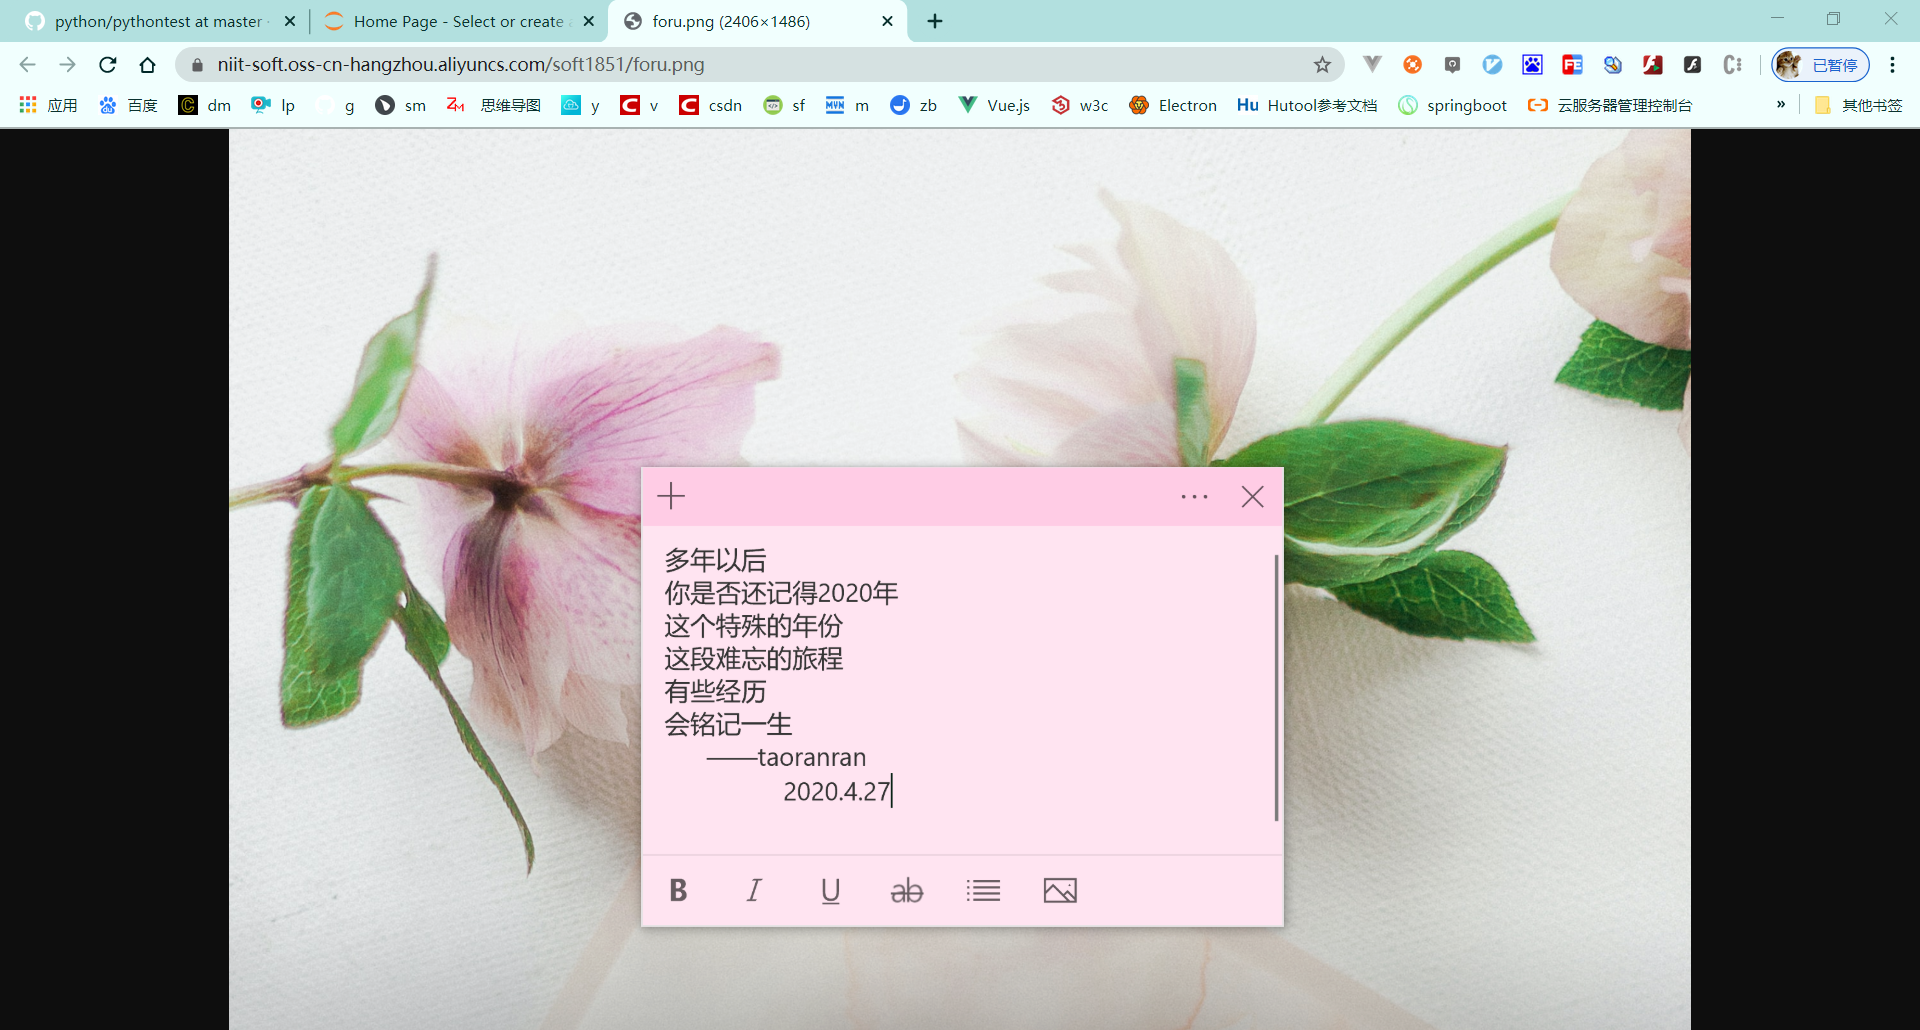 python/pythontest at master
Home Page - Select or create a
foru.png (2406×1486)
niit-soft.oss-cn-hangzhou.aliyuncs.com/soft1851/foru.png
已暂停
应用 百度 dm lp g sm 思维导图 y v csdn sf m zb Vue.js w3c Electron Hutool参考文档 springboot 云服务器管理控制台 » 其他书签
多年以后
你是否还记得2020年
这个特殊的年份
这段难忘的旅程
有些经历
会铭记一生
——taoranran
2020.4.27
B I U ab